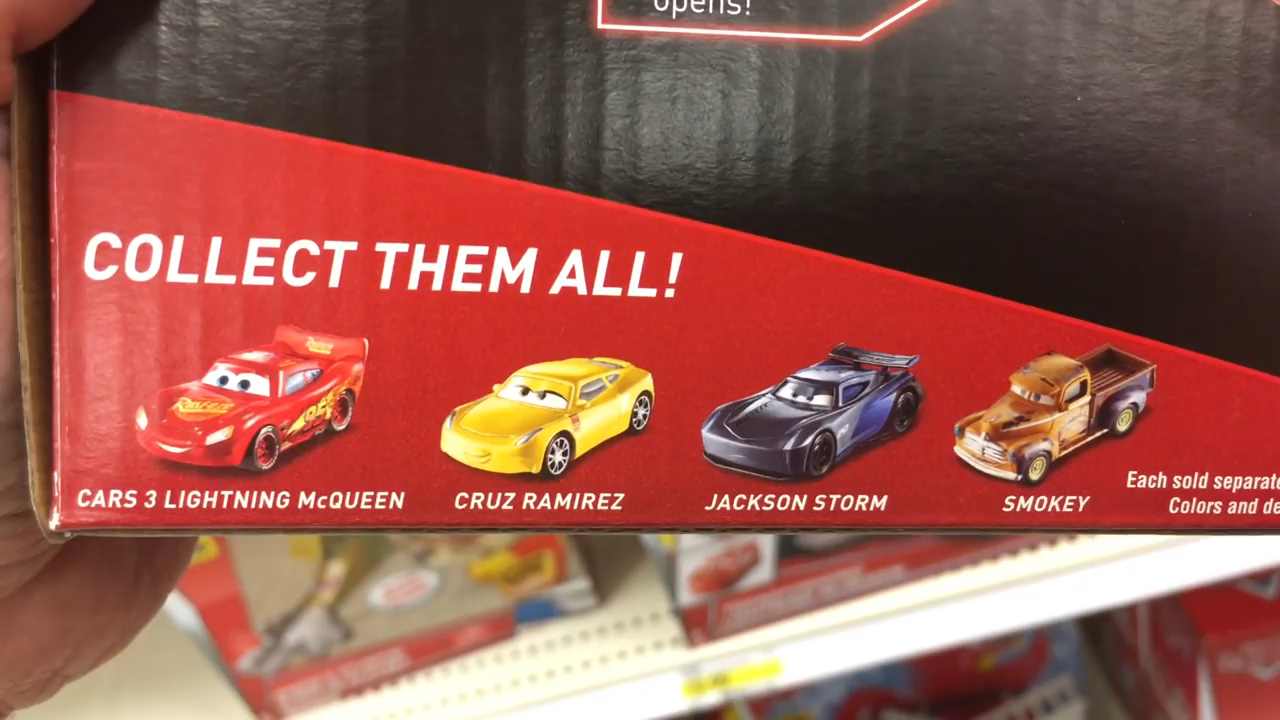 opens!
COLLECT THEM ALL!
CARS 3 LIGHTNING McQUEEN
CRUZ RAMIREZ
JACKSON STORM
SMOKEY
Each sold separate
Colors and de
95